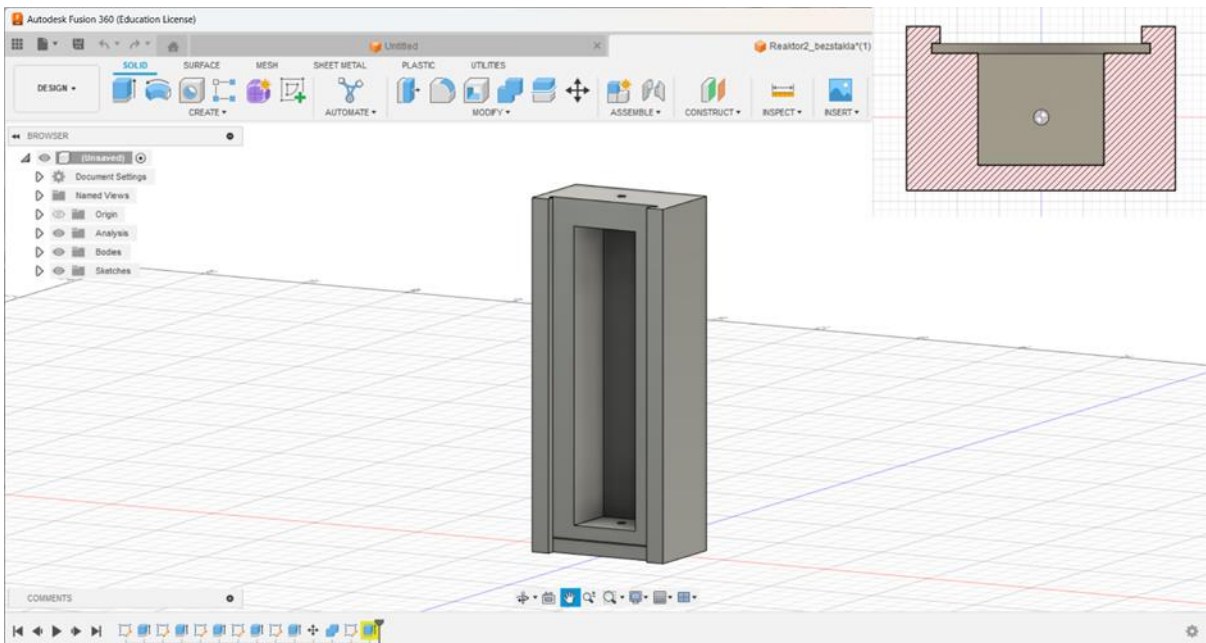 Autodesk Fusion 360 (Education License)
Untitled
Reaktor2_bezstakla*(1)
SOLID SURFACE MESH SHEET METAL PLASTIC UTILITIES
DESIGN
CREATE AUTOMATE MODIFY ASSEMBLE CONSTRUCT INSPECT INSERT
BROWSER
(Unsaved)
Document Settings
Named Views
Origin
Analysis
Bodies
Sketches
COMMENTS